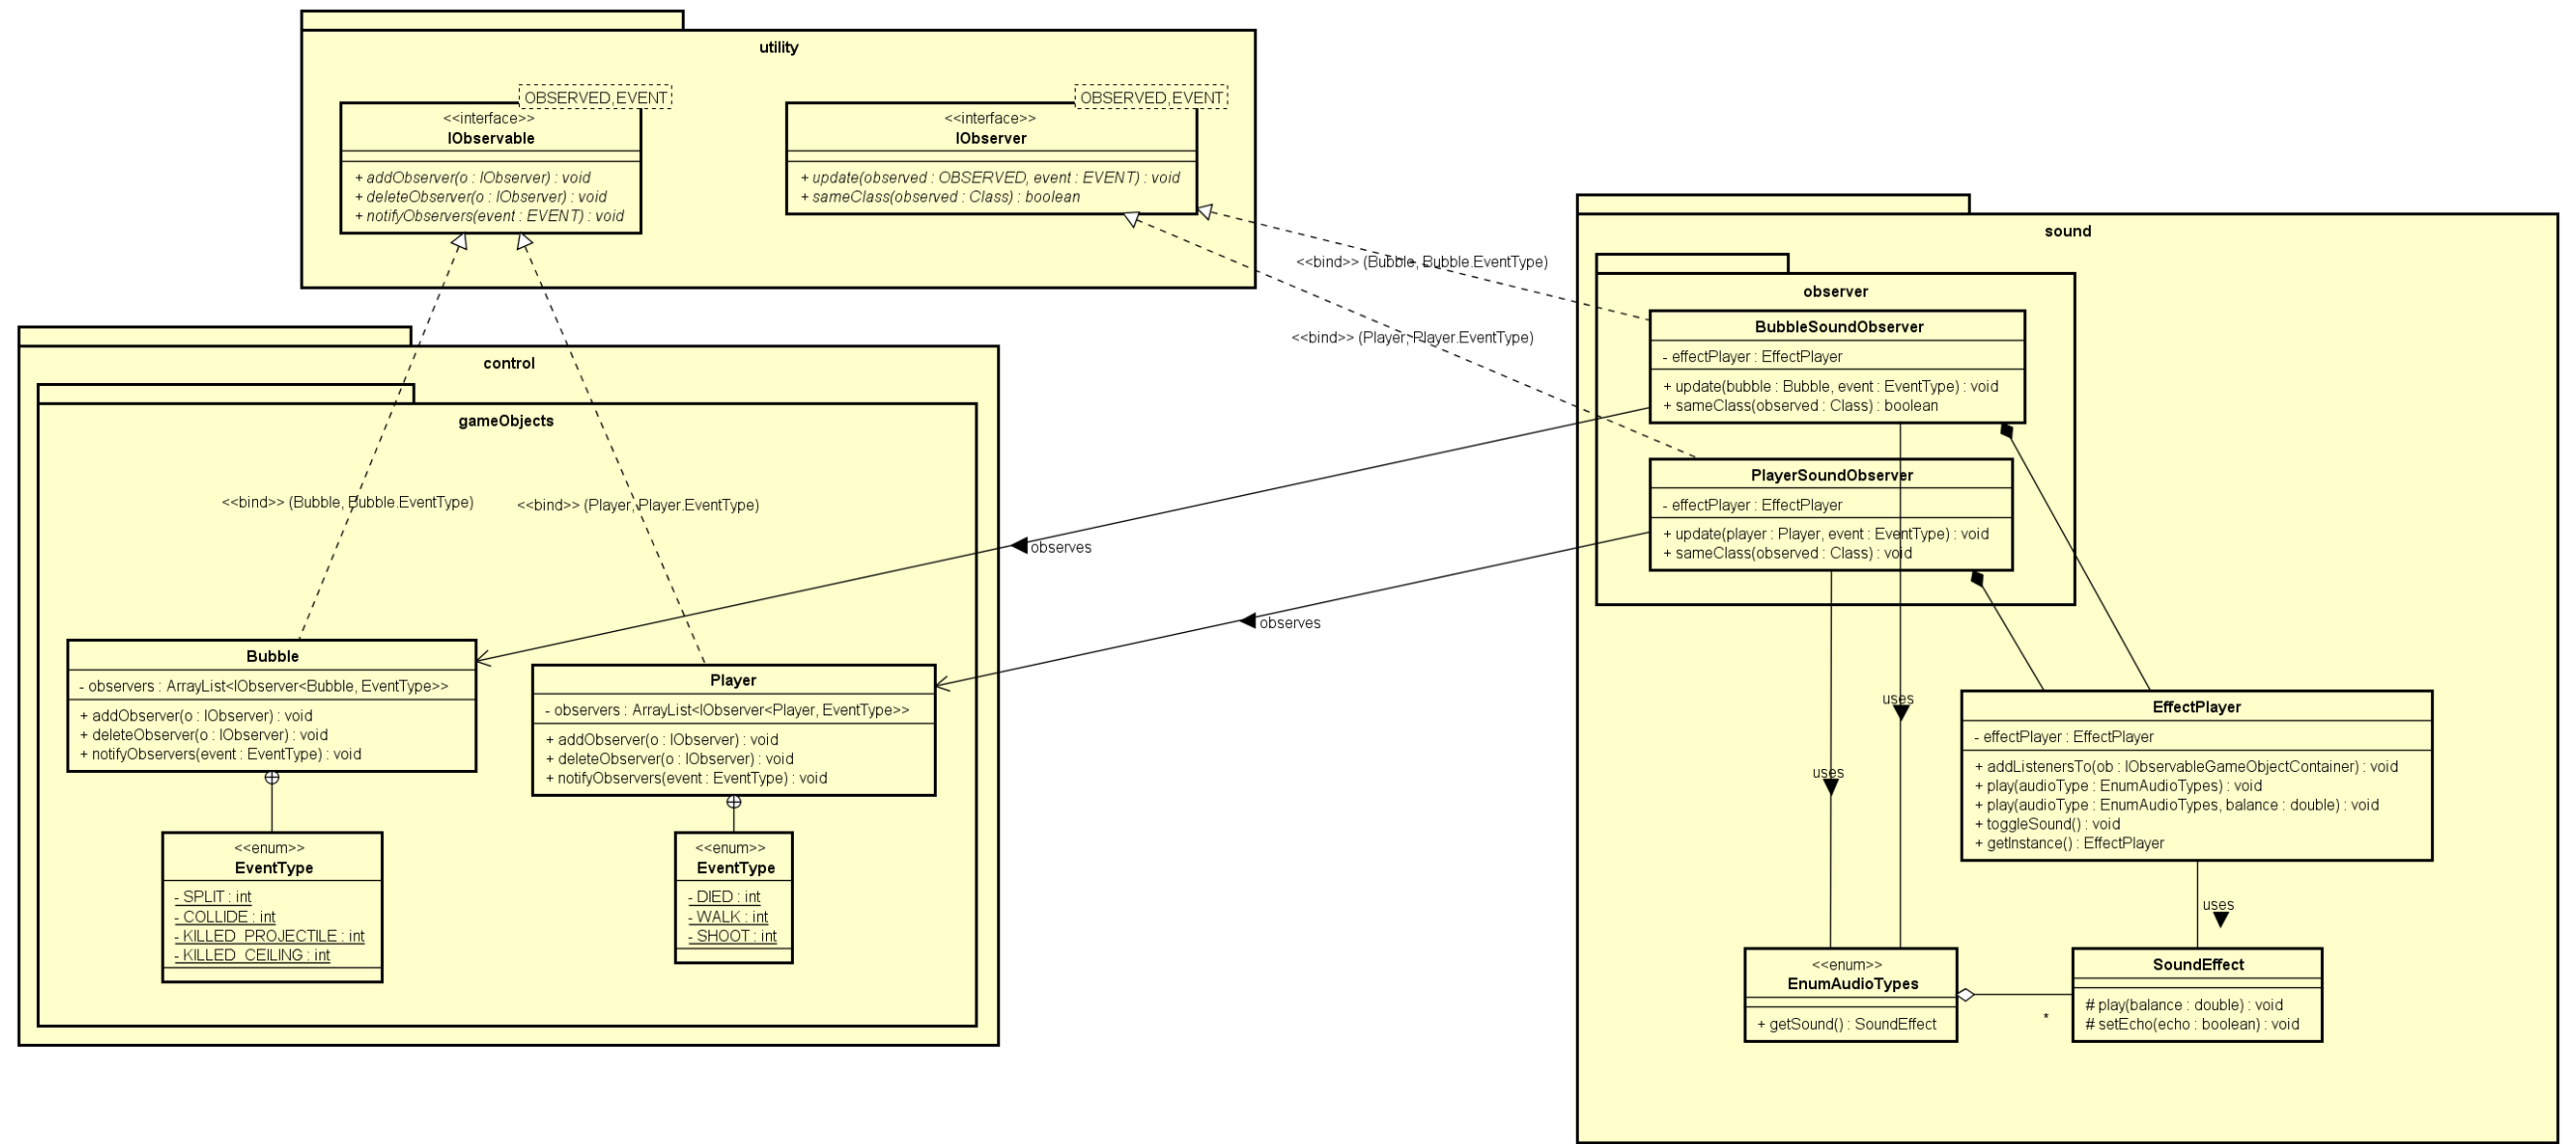 utility
OBSERVED,EVENT
<<interface>>
IObservable
+ addObserver(o : IObserver) : void
+ deleteObserver(o : IObserver) : void
+ notifyObservers(event : EVENT) : void
OBSERVED,EVENT
<<interface>>
IObserver
+ update(observed : OBSERVED, event : EVENT) : void
+ sameClass(observed : Class) : boolean
<<bind>> (Bubble, Bubble.EventType)
<<bind>> (Player, Player.EventType)
control
gameObjects
<<bind>> (Bubble, Bubble.EventType)
<<bind>> (Player, Player.EventType)
observes
observes
Bubble
- observers : ArrayList<IObserver<Bubble, EventType>>
+ addObserver(o : IObserver) : void
+ deleteObserver(o : IObserver) : void
+ notifyObservers(event : EventType) : void
Player
- observers : ArrayList<IObserver<Player, EventType>>
+ addObserver(o : IObserver) : void
+ deleteObserver(o : IObserver) : void
+ notifyObservers(event : EventType) : void
<<enum>>
EventType
- SPLIT : int
- COLLIDE : int
- KILLED_PROJECTILE : int
- KILLED_CEILING : int
<<enum>>
EventType
- DIED : int
- WALK : int
- SHOOT : int
sound
observer
BubbleSoundObserver
- effectPlayer : EffectPlayer
+ update(bubble : Bubble, event : EventType) : void
+ sameClass(observed : Class) : boolean
PlayerSoundObserver
- effectPlayer : EffectPlayer
+ update(player : Player, event : EventType) : void
+ sameClass(observed : Class) : void
uses
uses
EffectPlayer
- effectPlayer : EffectPlayer
+ addListenersTo(ob : IObservableGameObjectContainer) : void
+ play(audioType : EnumAudioTypes) : void
+ play(audioType : EnumAudioTypes, balance : double) : void
+ toggleSound() : void
+ getInstance() : EffectPlayer
uses
<<enum>>
EnumAudioTypes
+ getSound() : SoundEffect
*
SoundEffect
# play(balance : double) : void
# setEcho(echo : boolean) : void